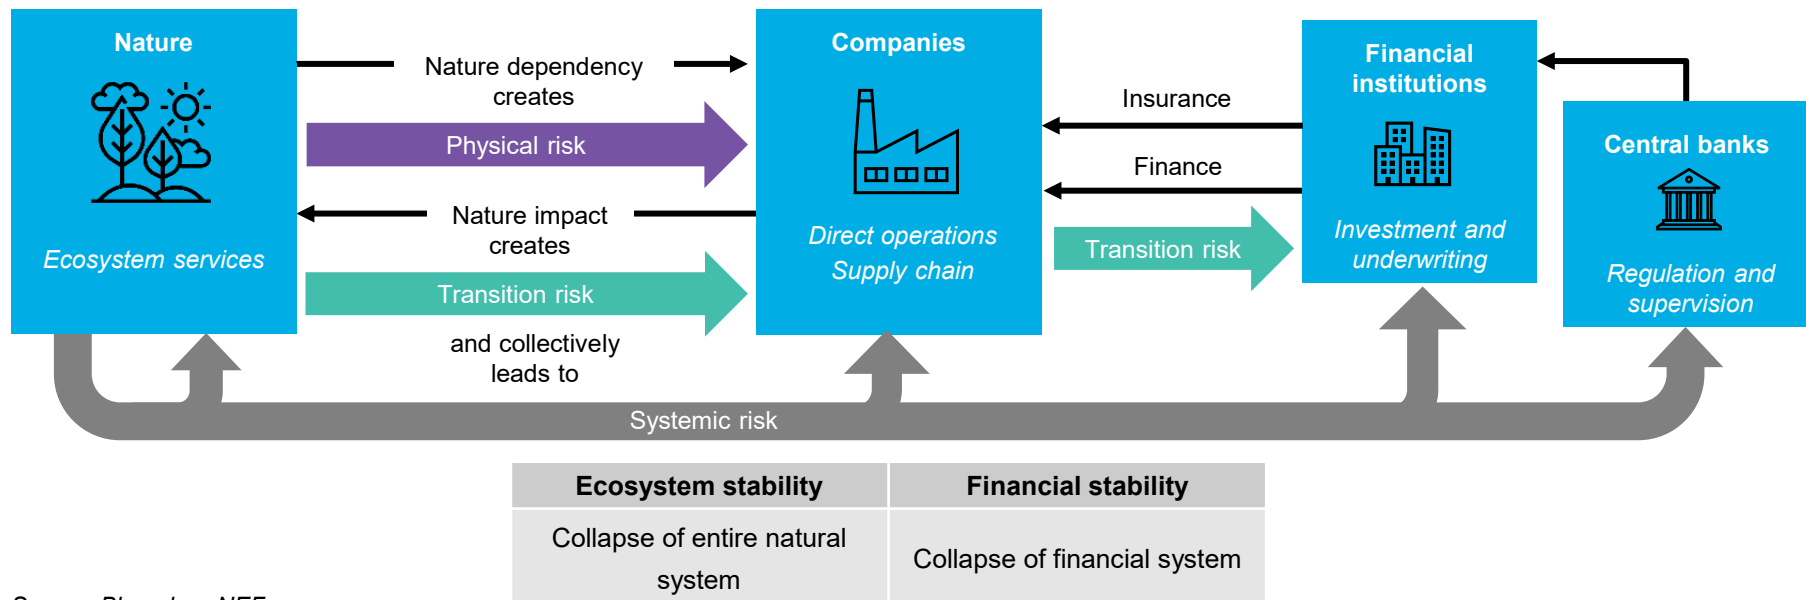 Nature
Ecosystem services
Nature dependency
creates
Physical risk
Nature impact
creates
Transition risk
and collectively
leads to
Companies
Direct operations
Supply chain
Insurance
Finance
Transition risk
Financial
institutions
Investment and
underwriting
Central banks
Regulation and
supervision
Systemic risk
Ecosystem stability
Financial stability
Collapse of entire natural
system
Collapse of financial system